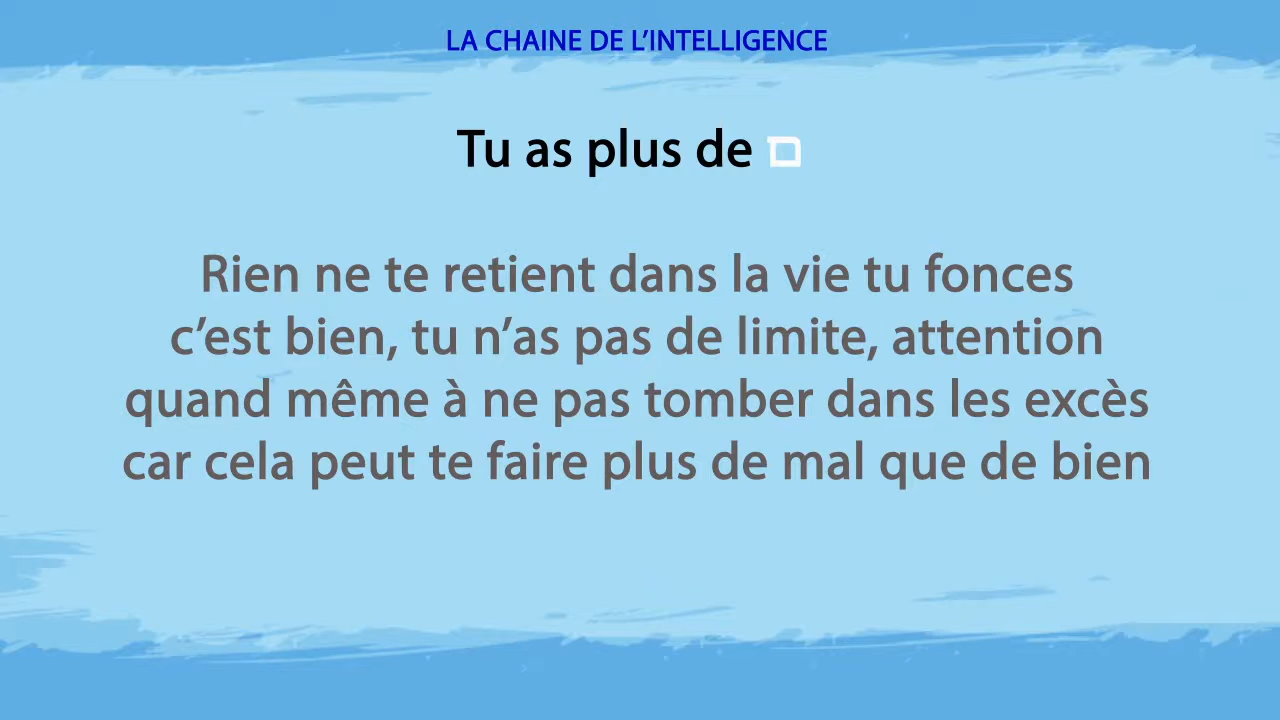 LA CHAINE DE L’INTELLIGENCE
Tu as plus de ם
Rien ne te retient dans la vie tu fonces
c’est bien, tu n’as pas de limite, attention
quand même à ne pas tomber dans les excès
car cela peut te faire plus de mal que de bien